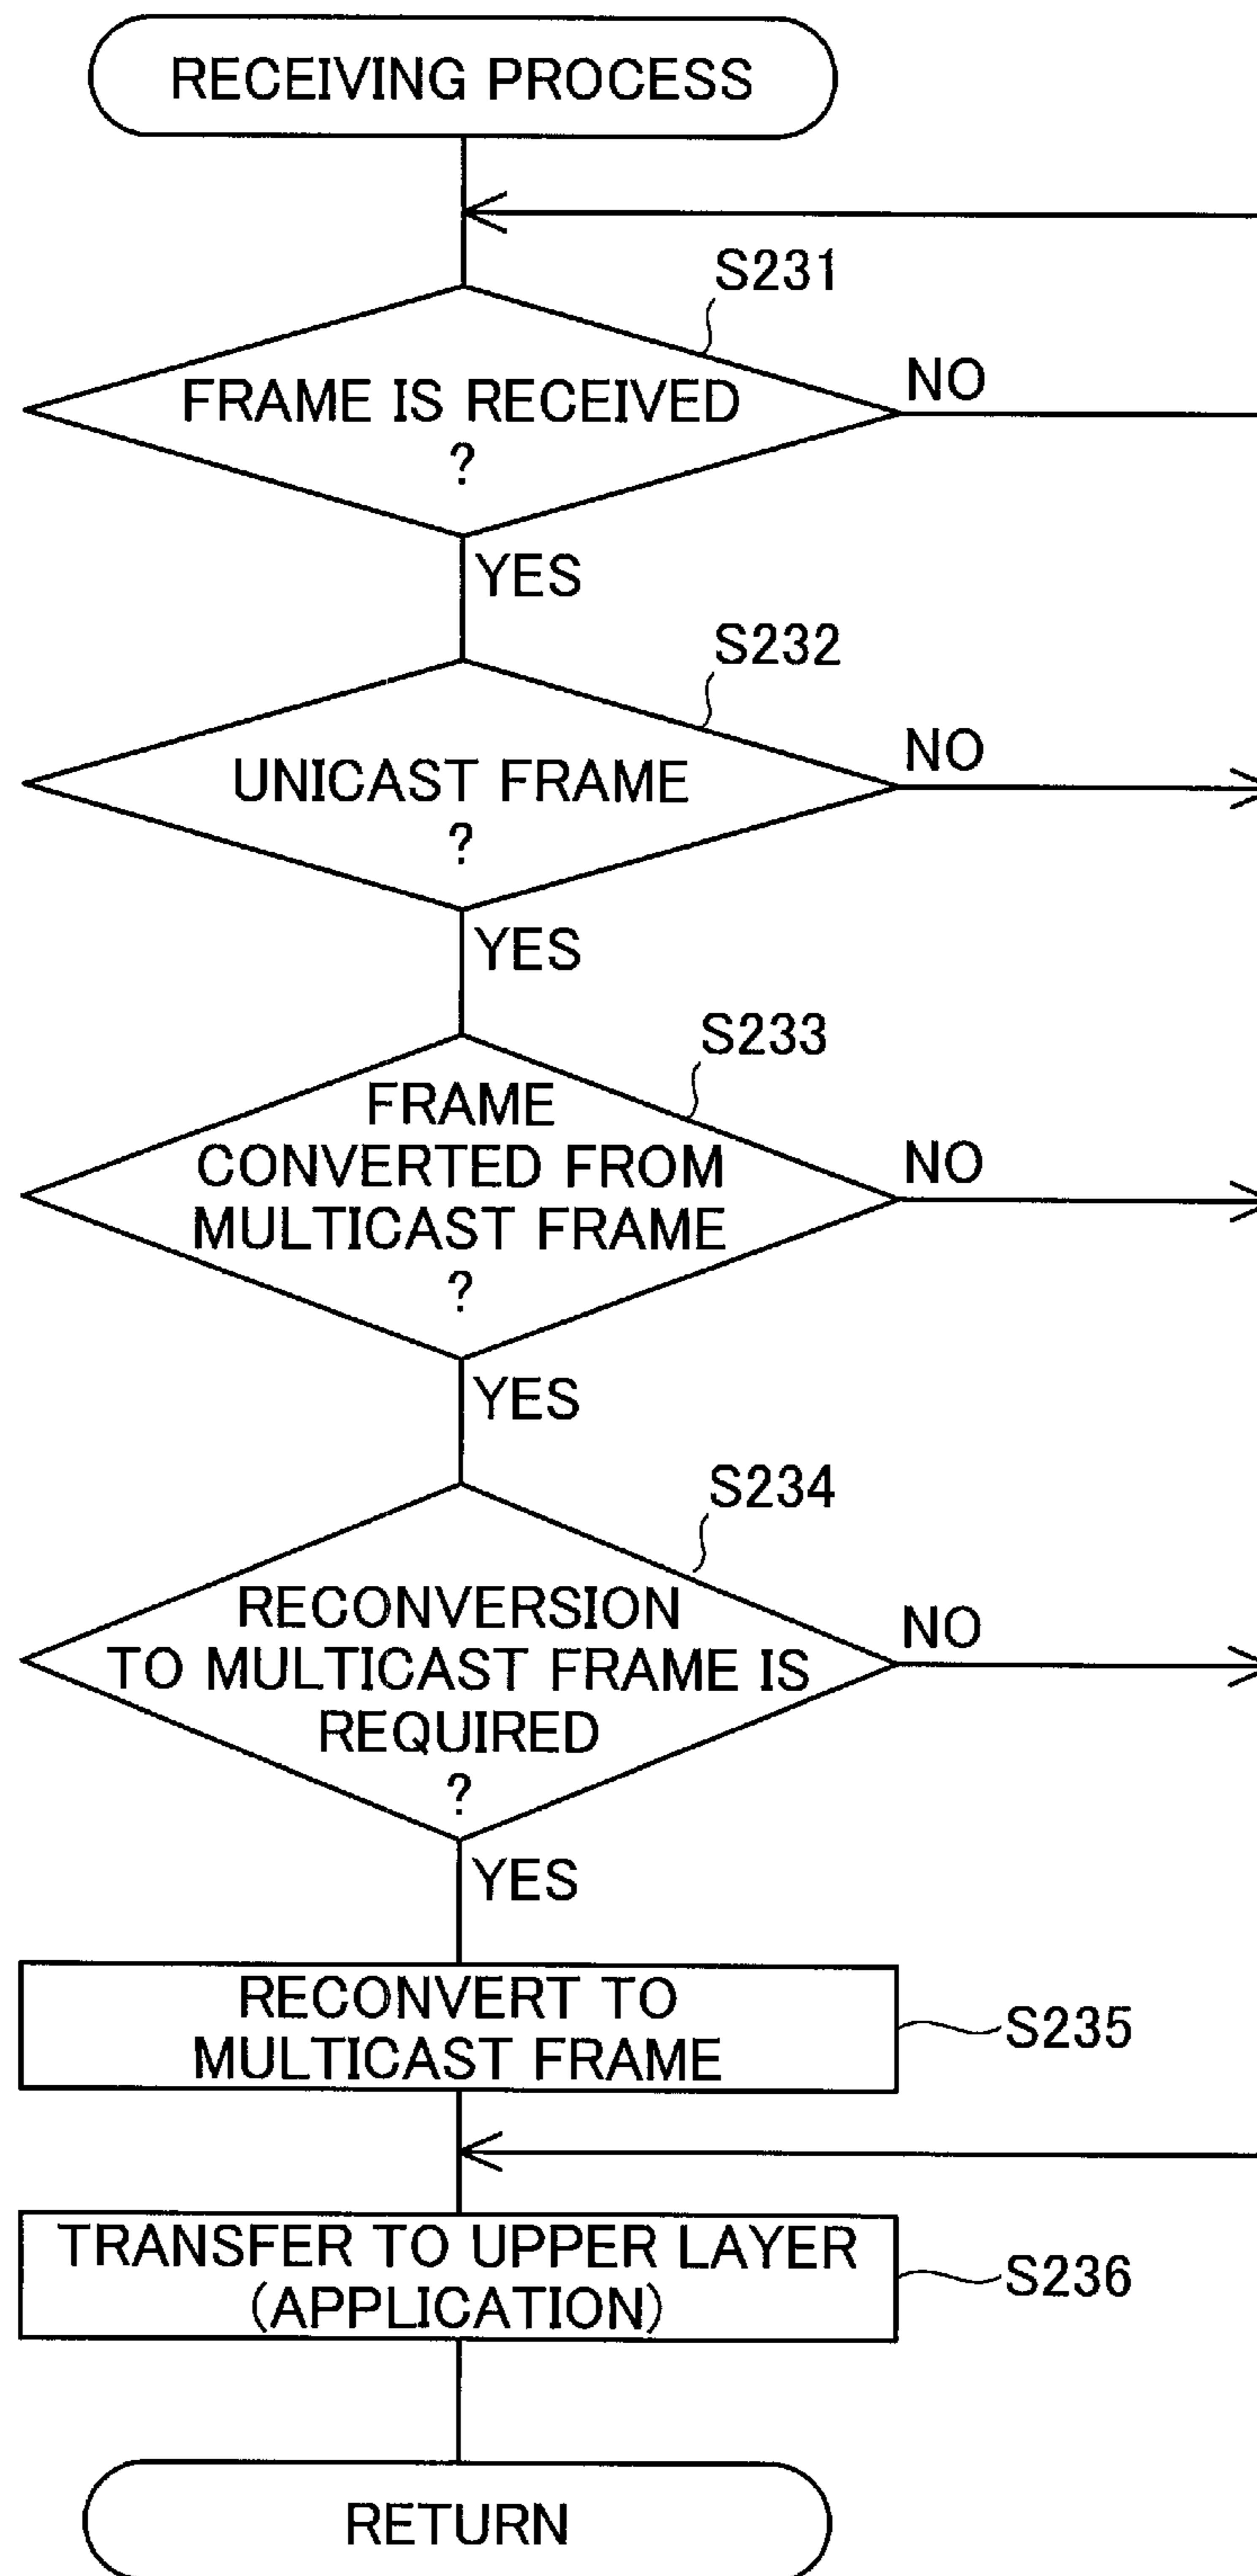 RECEIVING PROCESS
S231
FRAME IS RECEIVED
?
NO
YES
S232
UNICAST FRAME
?
NO
YES
S233
FRAME
CONVERTED FROM
MULTICAST FRAME
?
NO
YES
S234
RECONVERSION
TO MULTICAST FRAME IS
REQUIRED
?
NO
YES
RECONVERT TO
MULTICAST FRAME
S235
TRANSFER TO UPPER LAYER
(APPLICATION)
S236
RETURN